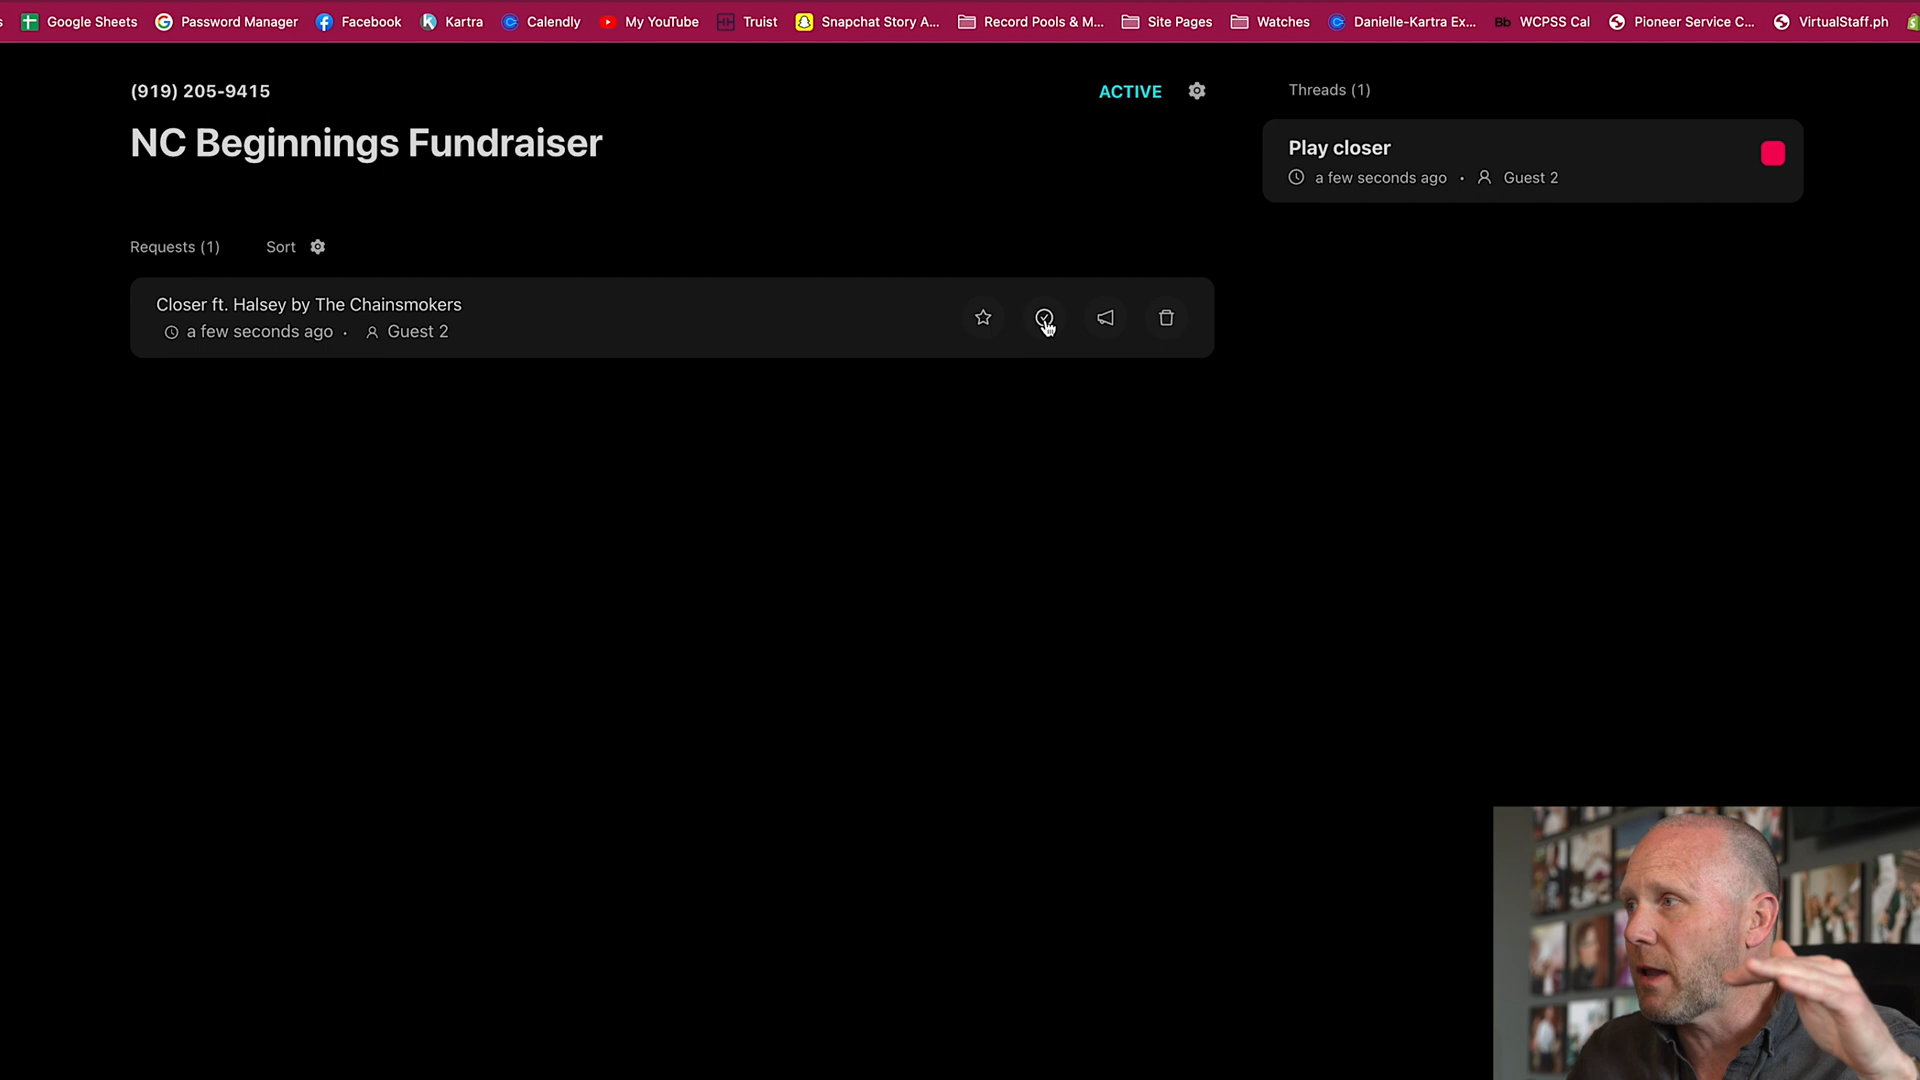 Google Sheets Password Manager Facebook Kartra Calendly My YouTube Truist Snapchat Story A... Record Pools & M... Site Pages Watches Danielle-Kartra Ex... Bb WCPSS Cal Pioneer Service C... VirtualStaff.ph
(919) 205-9415
ACTIVE
NC Beginnings Fundraiser
Requests (1) Sort
Closer ft. Halsey by The Chainsmokers
a few seconds ago · Guest 2
Threads (1)
Play closer
a few seconds ago · Guest 2